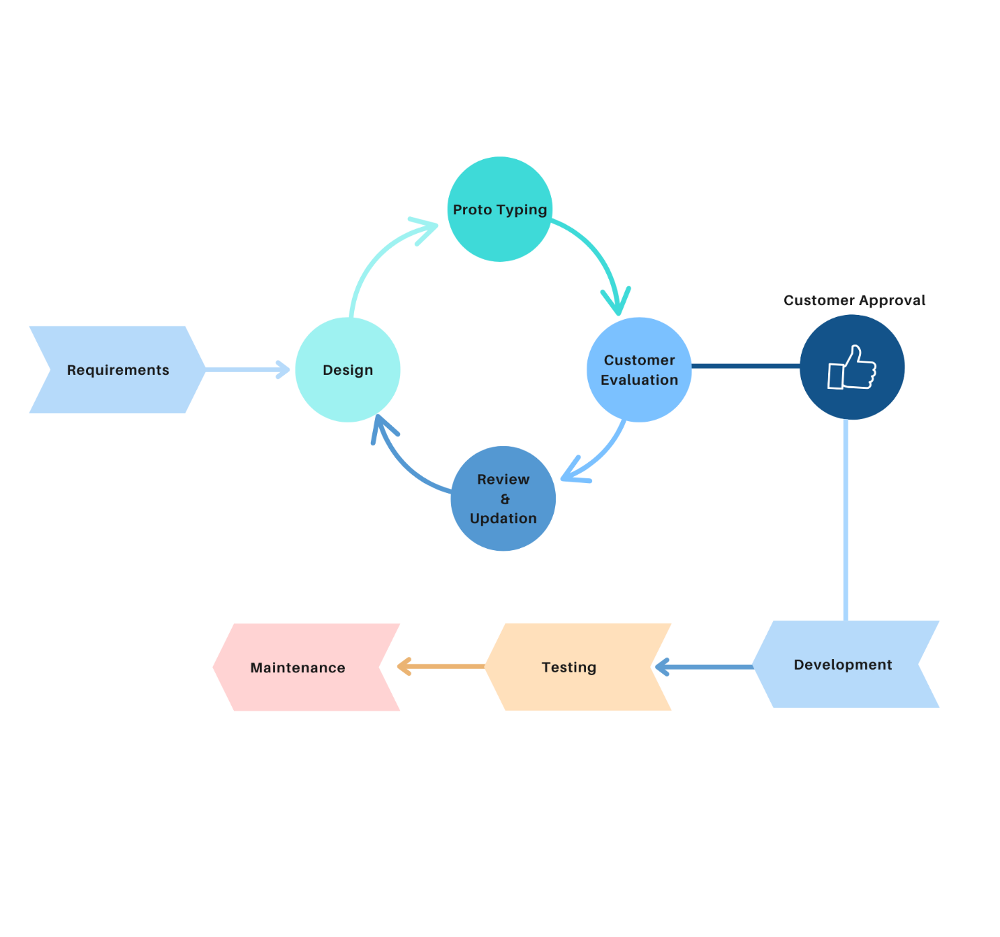 Proto Typing
Customer Approval
Requirements
Design
Customer
Evaluation
Review
&
Updation
Maintenance
Testing
Development